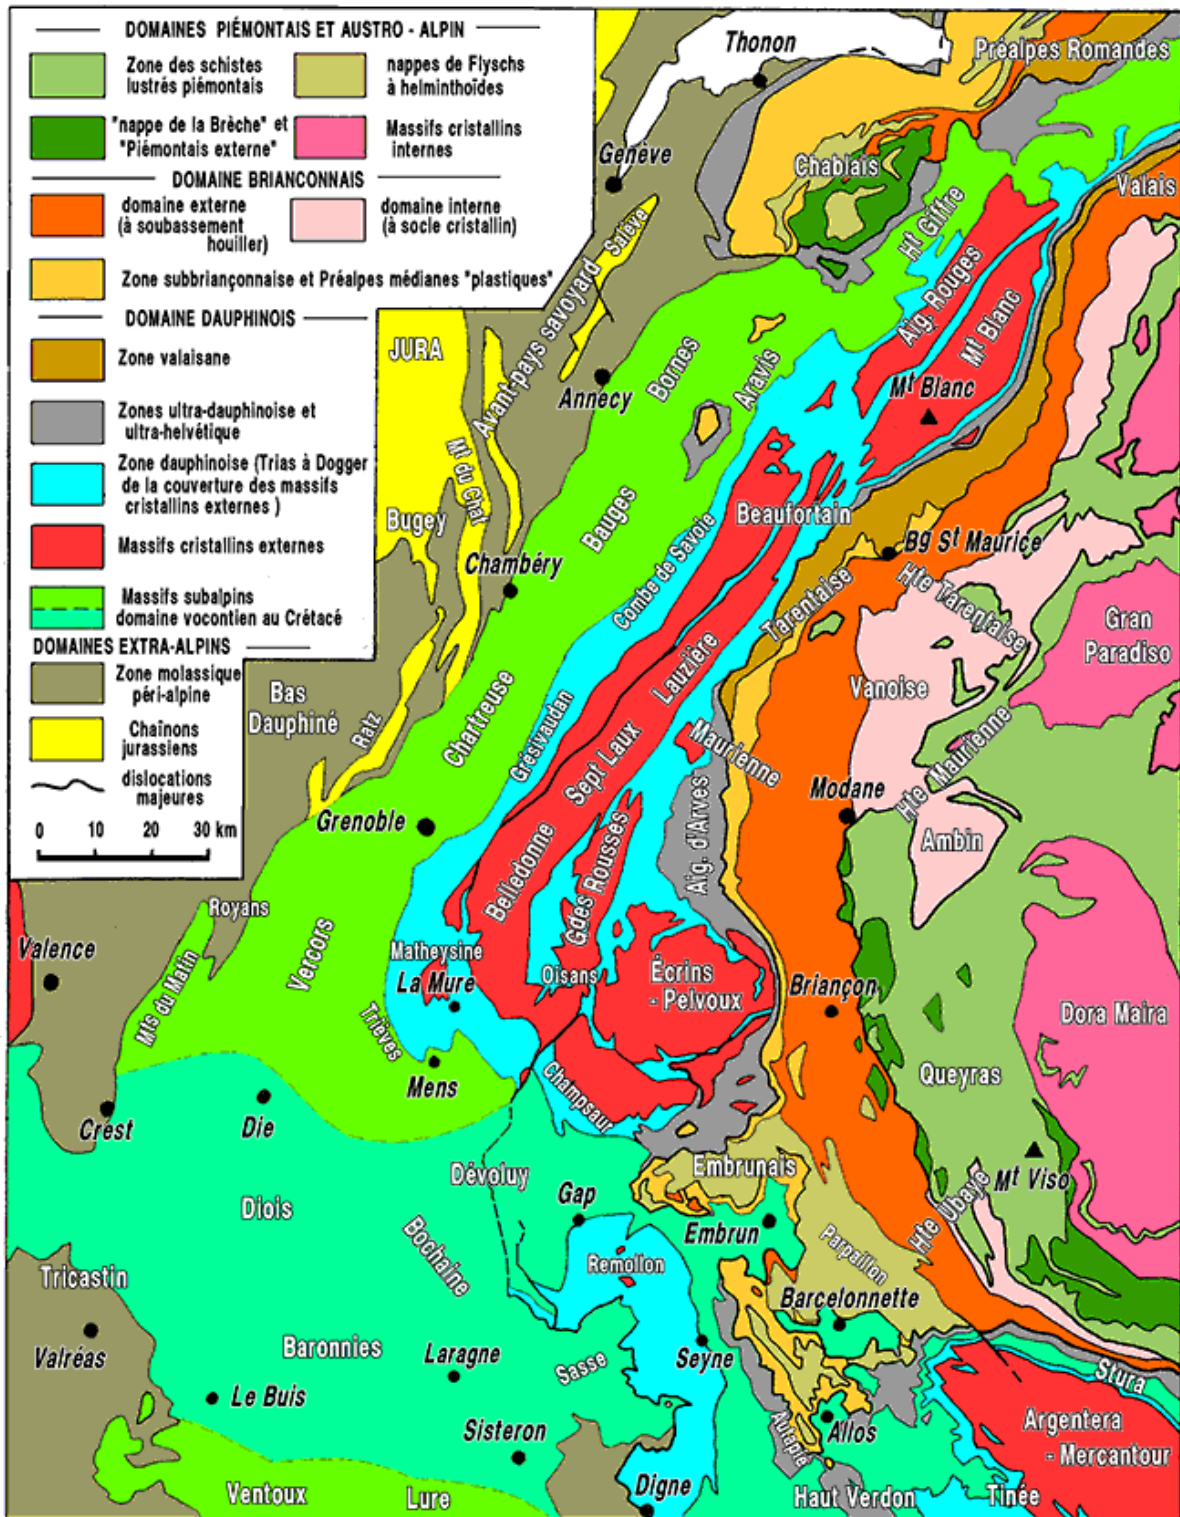 DOMAINES PIÉMONTAIS ET AUSTRO - ALPIN
Zone des schistes
lustrés piémontais
nappes de Flyschs
à helminthoïdes
"nappe de la Brèche" et
"Piémontais externe"
Massifs cristallins
internes
DOMAINE BRIANCONNAIS
domaine externe
(à soubassement
houiller)
domaine interne
(à socle cristallin)
Zone subbriançonnaise et Préalpes médianes "plastiques"
DOMAINE DAUPHINOIS
Zone valaisane
Zones ultra-dauphinoise et
ultra-helvétique
Zone dauphinoise (Trias à Dogger
de la couverture des massifs
cristallins externes )
Massifs cristallins externes
Massifs subalpins
domaine vocontien au Crétacé
DOMAINES EXTRA-ALPINS
Zone molassique
péri-alpine
Chaînons
jurassiens
dislocations
majeures
0 10 20 30 km
Thonon
Préalpes Romandes
Genève
Chablais
Valais
Salève
Ht Giffre
Avant-pays savoyard
JURA
Bornes
Aravis
Aig. Rouges
Mt Blanc
Mt Blanc
Annecy
Mt du Chat
Bugey
Bauges
Beaufortain
Combe de Savoie
Bg St Maurice
Chambéry
Tarentaise
Hte Tarentaise
Gran
Paradiso
Lauzière
Vanoise
Bas
Dauphiné
Ratz
Chartreuse
Grésivaudan
Sept Laux
Maurienne
Hte Maurienne
Modane
Grenoble
Ambin
Belledonne
Gdes Rousses
Aig. d'Arves
Royans
Valence
Vercors
Mts du Matin
Matheysine
La Mure
Oisans
Écrins
- Pelvoux
Briançon
Dora Maira
Trièves
Mens
Champsaur
Queyras
Crest
Die
Dévoluy
Embrunais
Mt Viso
Diois
Gap
Embrun
Hte Ubaye
Bochaine
Remollon
Parpaillon
Tricastin
Barcelonnette
Valréas
Baronnies
Laragne
Sasse
Seyne
Stura
Le Buis
Allos
Argentera
- Mercantour
Sisteron
Autapie
Ventoux
Lure
Digne
Haut Verdon
Tinée